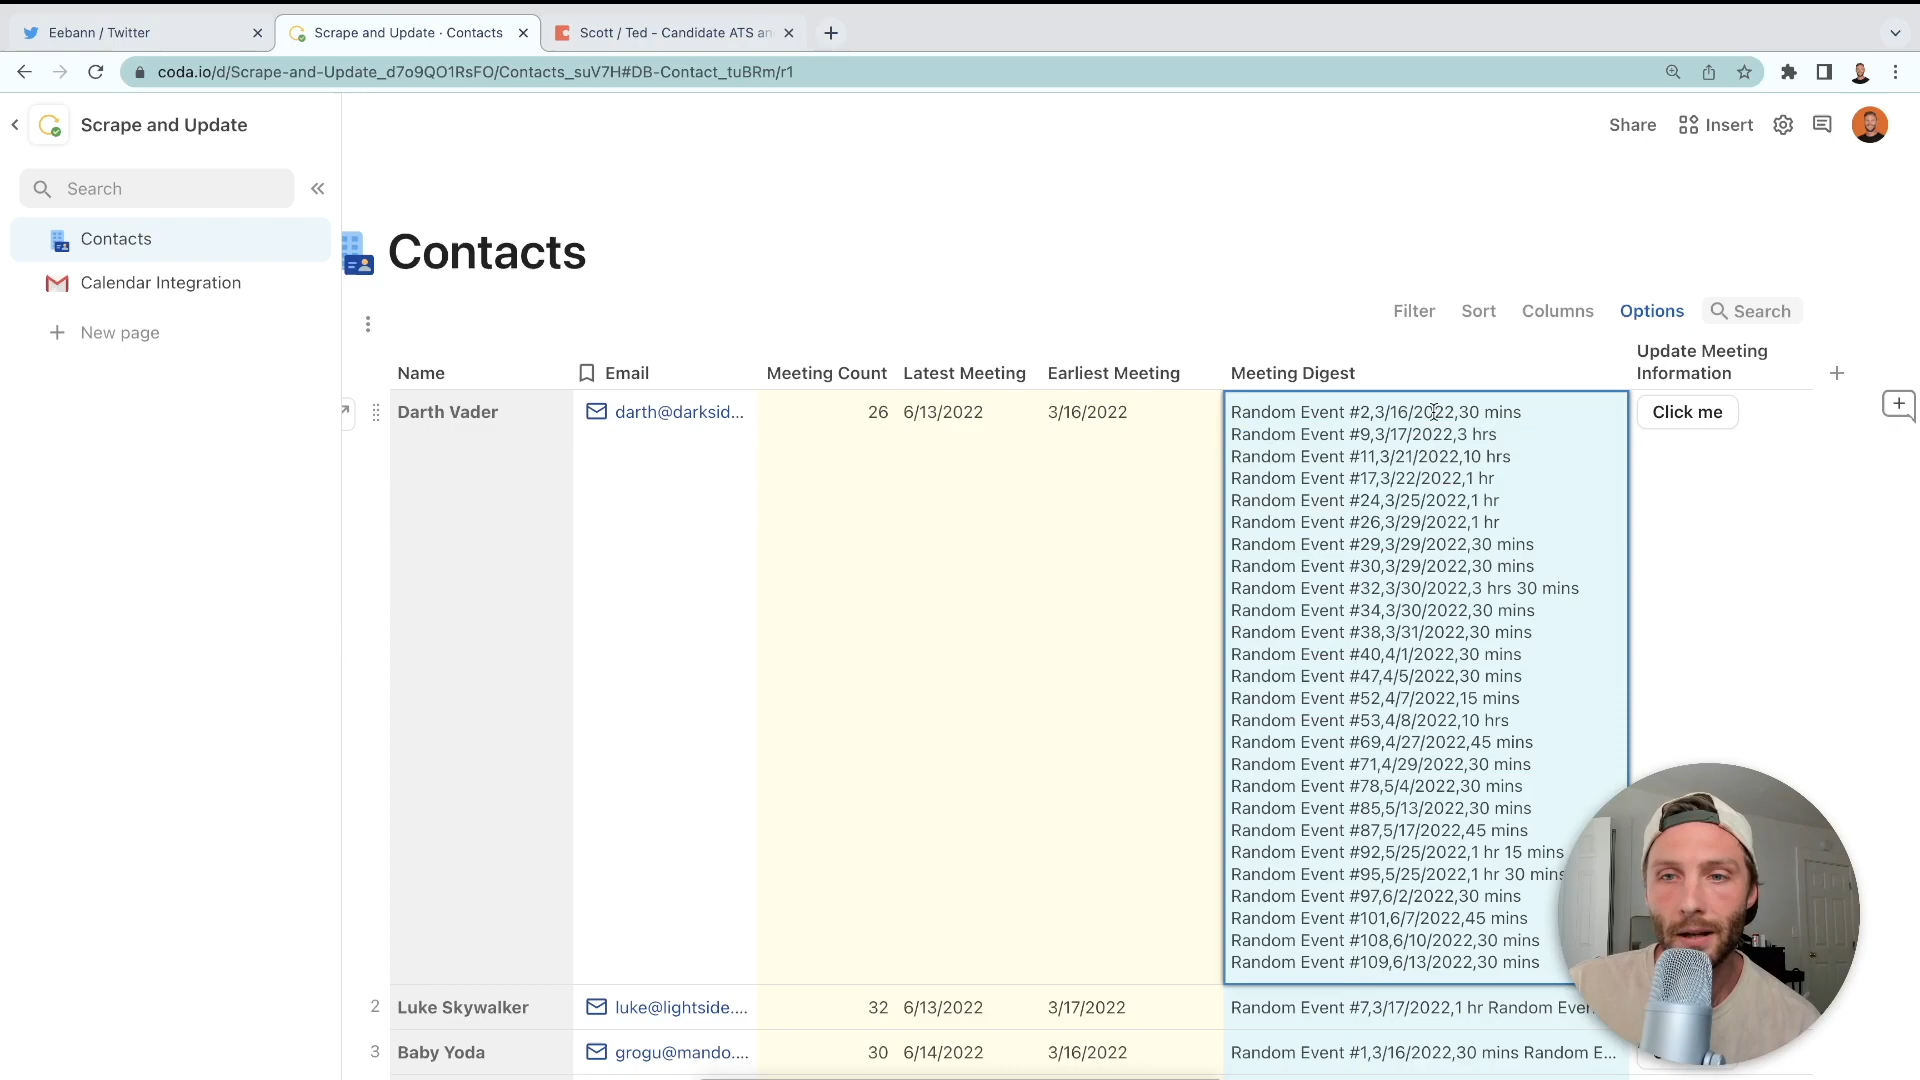 Eebann / Twitter
Scrape and Update · Contacts
Scott / Ted - Candidate ATS an
coda.io/d/Scrape-and-Update_d7o9QO1RsFO/Contacts_suV7H#DB-Contact_tuBRm/r1
Scrape and Update
Share
Insert
Search
Contacts
Calendar Integration
New page
Contacts
Filter
Sort
Columns
Options
Search
Name
Email
Meeting Count
Latest Meeting
Earliest Meeting
Meeting Digest
Update Meeting
Information
Darth Vader
darth@darksid...
26
6/13/2022
3/16/2022
Random Event #2,3/16/2022,30 mins
Random Event #9,3/17/2022,3 hrs
Random Event #11,3/21/2022,10 hrs
Random Event #17,3/22/2022,1 hr
Random Event #24,3/25/2022,1 hr
Random Event #26,3/29/2022,1 hr
Random Event #29,3/29/2022,30 mins
Random Event #30,3/29/2022,30 mins
Random Event #32,3/30/2022,3 hrs 30 mins
Random Event #34,3/30/2022,30 mins
Random Event #38,3/31/2022,30 mins
Random Event #40,4/1/2022,30 mins
Random Event #47,4/5/2022,30 mins
Random Event #52,4/7/2022,15 mins
Random Event #53,4/8/2022,10 hrs
Random Event #69,4/27/2022,45 mins
Random Event #71,4/29/2022,30 mins
Random Event #78,5/4/2022,30 mins
Random Event #85,5/13/2022,30 mins
Random Event #87,5/17/2022,45 mins
Random Event #92,5/25/2022,1 hr 15 mins
Random Event #95,5/25/2022,1 hr 30 mins
Random Event #97,6/2/2022,30 mins
Random Event #101,6/7/2022,45 mins
Random Event #108,6/10/2022,30 mins
Random Event #109,6/13/2022,30 mins
Click me
2
Luke Skywalker
luke@lightside....
32
6/13/2022
3/17/2022
Random Event #7,3/17/2022,1 hr Random Even
3
Baby Yoda
grogu@mando....
30
6/14/2022
3/16/2022
Random Event #1,3/16/2022,30 mins Random E...